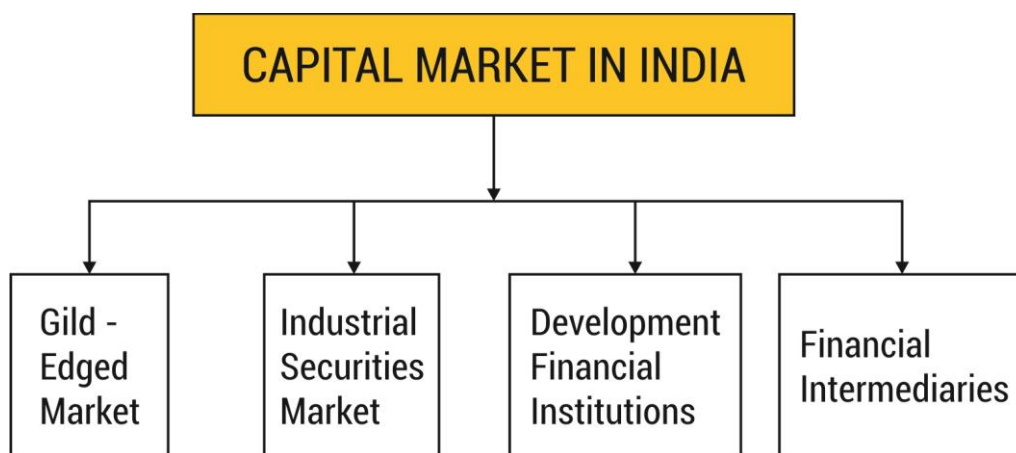 CAPITAL MARKET IN INDIA
Gild -
Edged
Market
Industrial
Securities
Market
Development
Financial
Institutions
Financial
Intermediaries